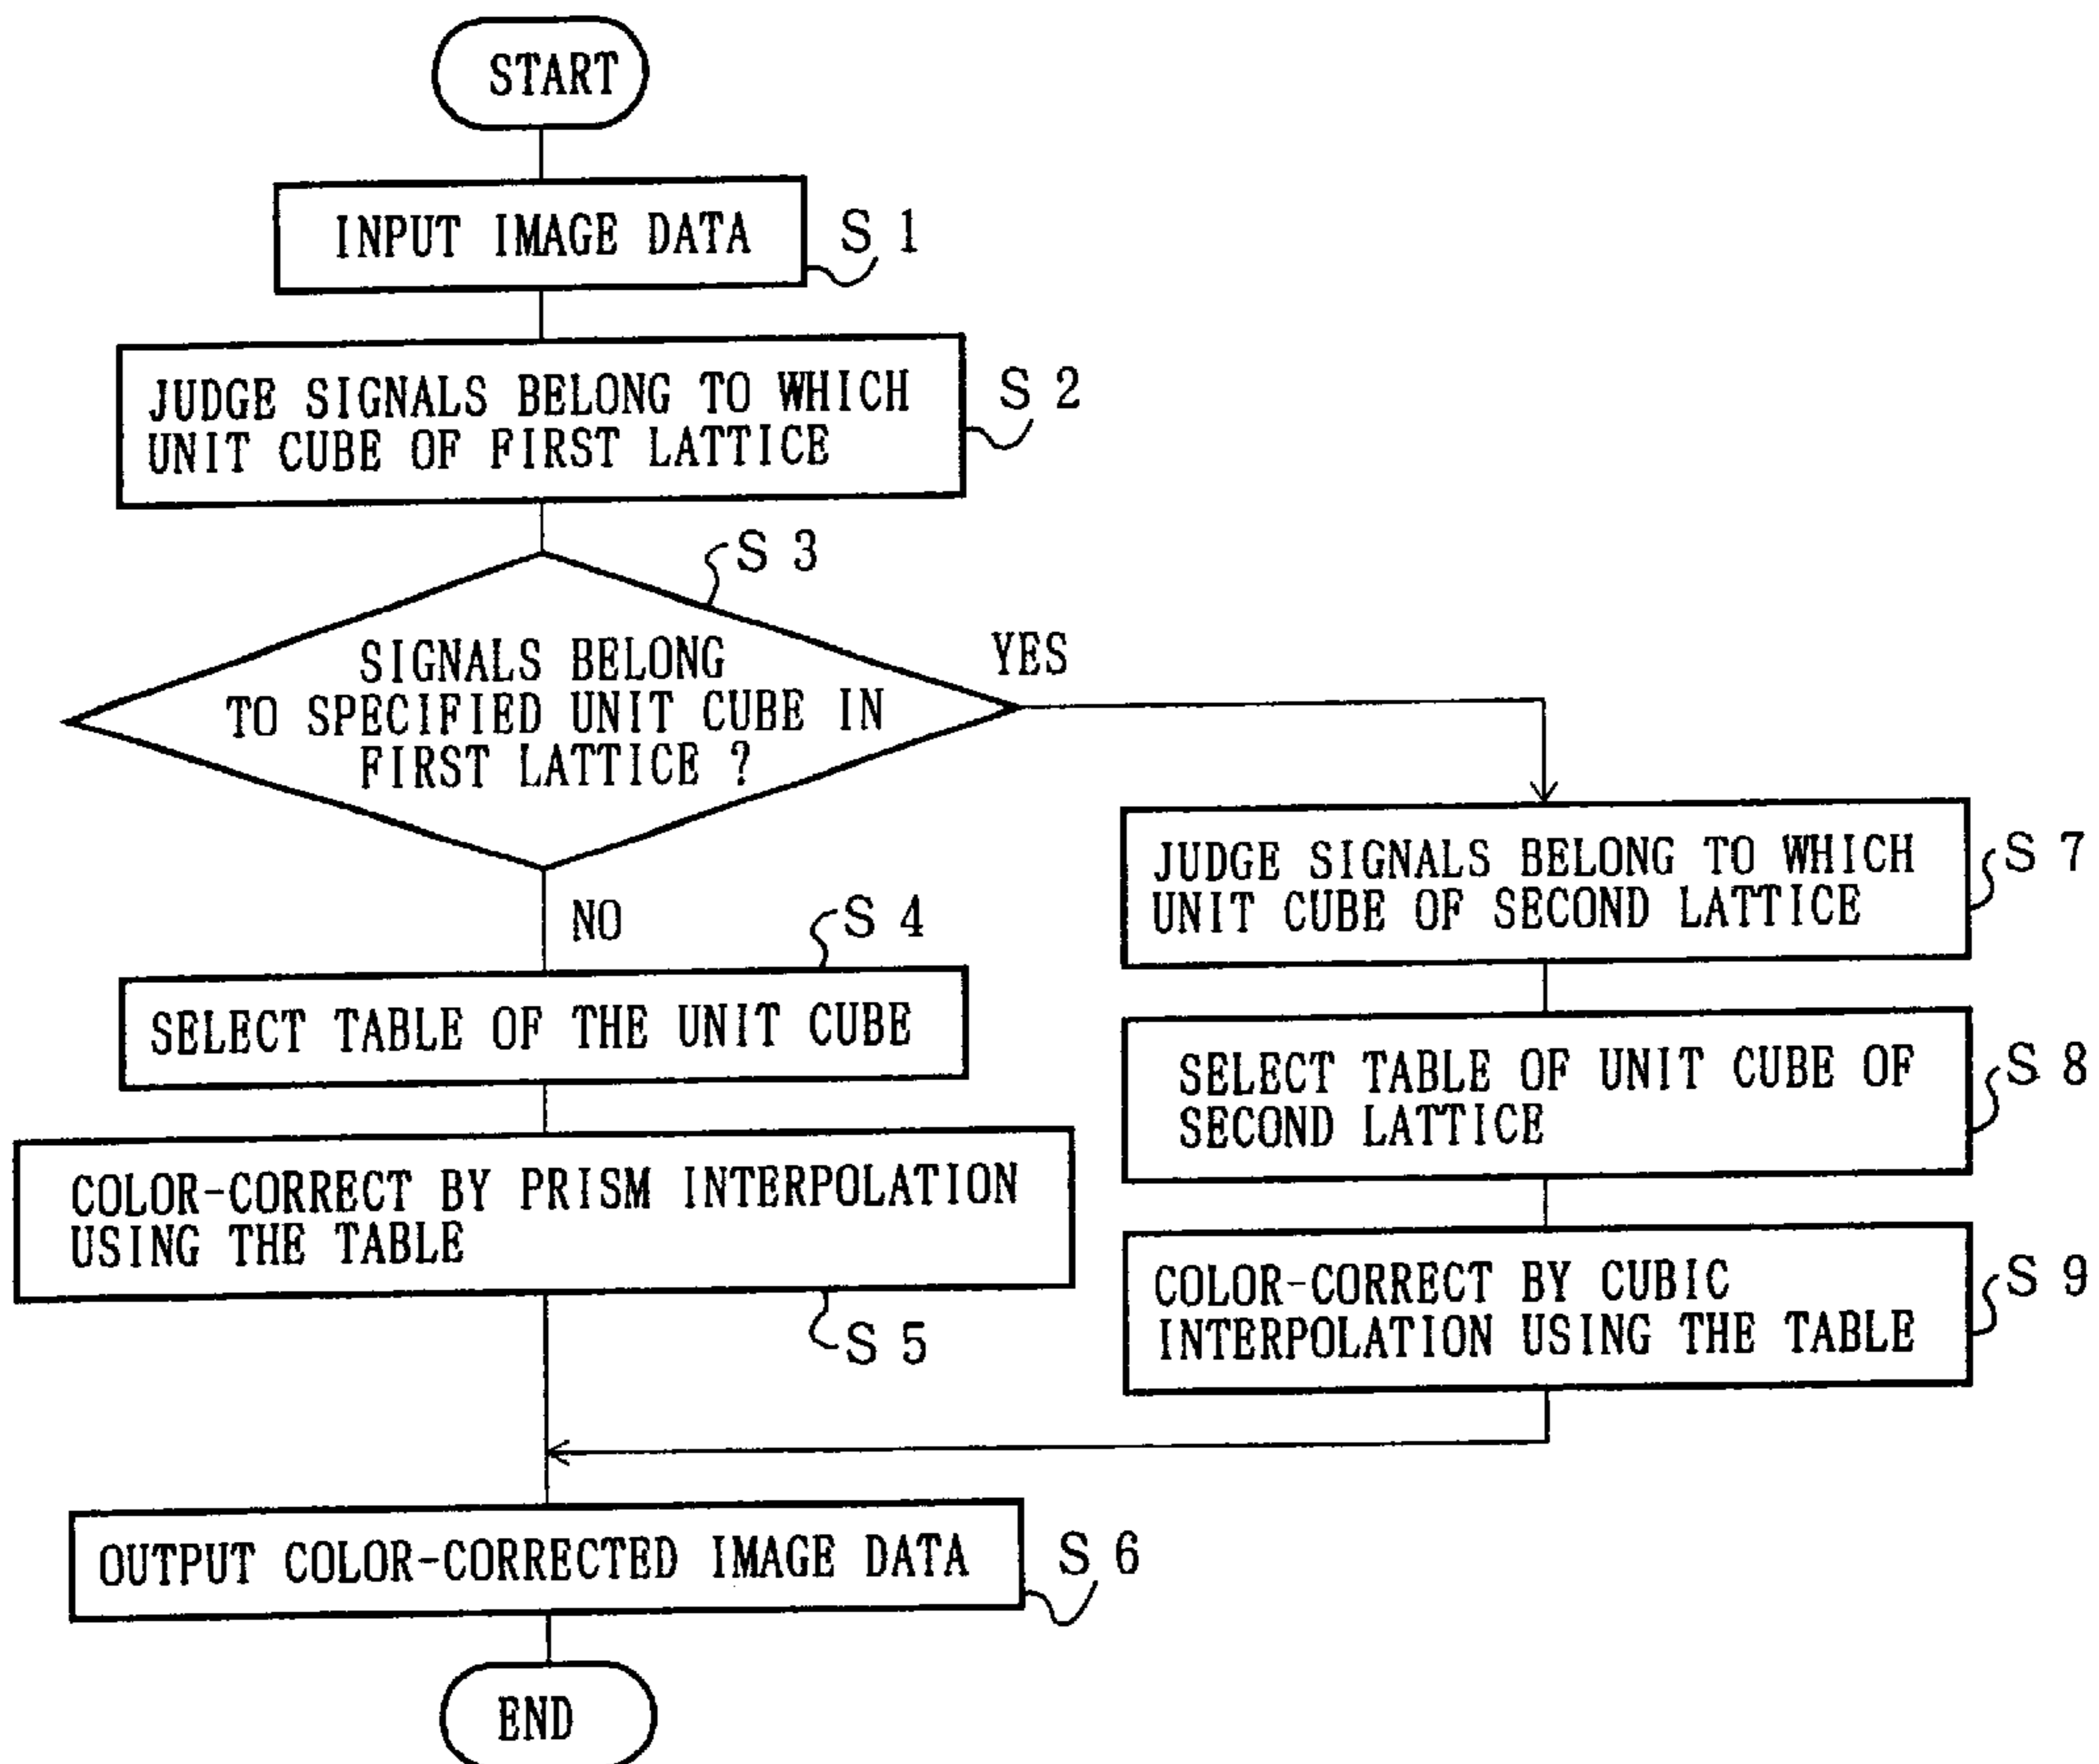 START
INPUT IMAGE DATA
S 1
JUDGE SIGNALS BELONG TO WHICH
UNIT CUBE OF FIRST LATTICE
S 2
S 3
SIGNALS BELONG
TO SPECIFIED UNIT CUBE IN
FIRST LATTICE ?
YES
NO
S 4
SELECT TABLE OF THE UNIT CUBE
COLOR-CORRECT BY PRISM INTERPOLATION
USING THE TABLE
S 5
JUDGE SIGNALS BELONG TO WHICH
UNIT CUBE OF SECOND LATTICE
S 7
SELECT TABLE OF UNIT CUBE OF
SECOND LATTICE
S 8
COLOR-CORRECT BY CUBIC
INTERPOLATION USING THE TABLE
S 9
OUTPUT COLOR-CORRECTED IMAGE DATA
S 6
END